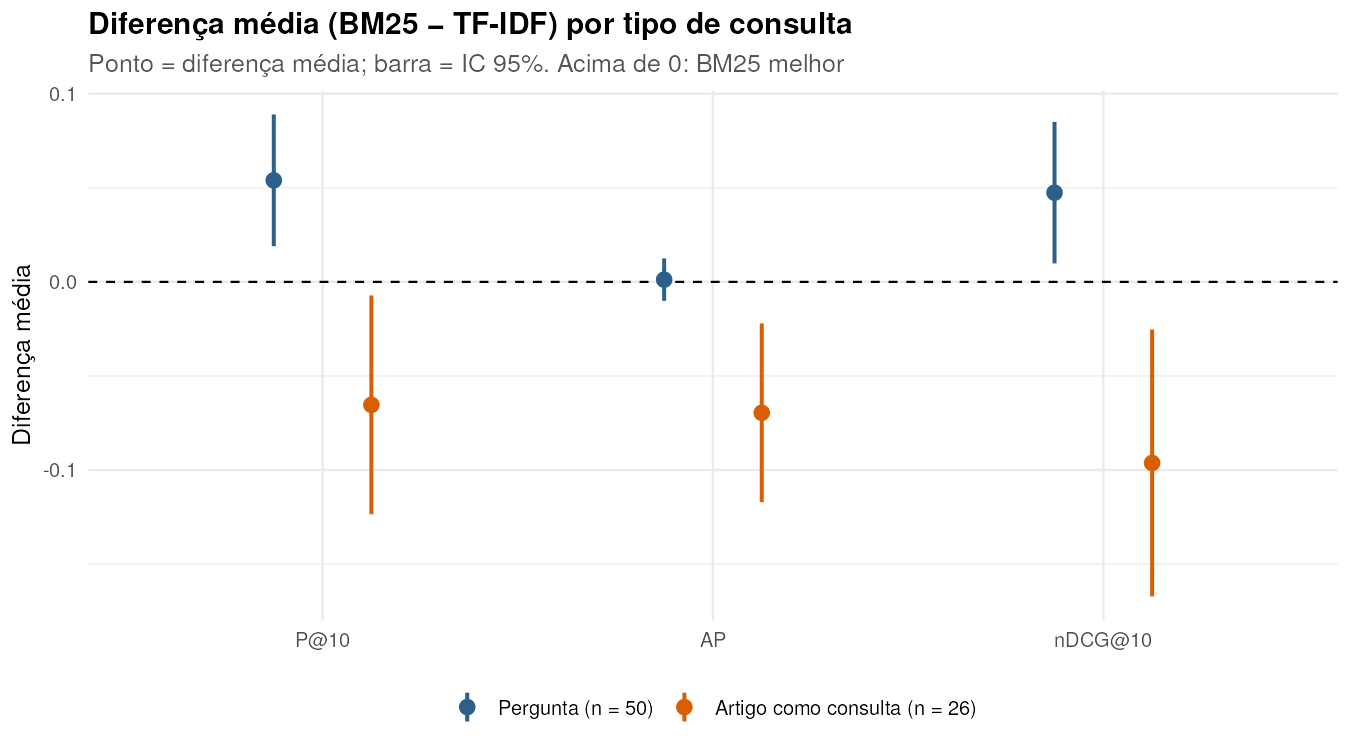 Diferença média (BM25 − TF-IDF) por tipo de consulta
Ponto = diferença média; barra = IC 95%. Acima de 0: BM25 melhor
Diferença média
0.1
0.0
-0.1
P@10 AP nDCG@10
Pergunta (n = 50) Artigo como consulta (n = 26)